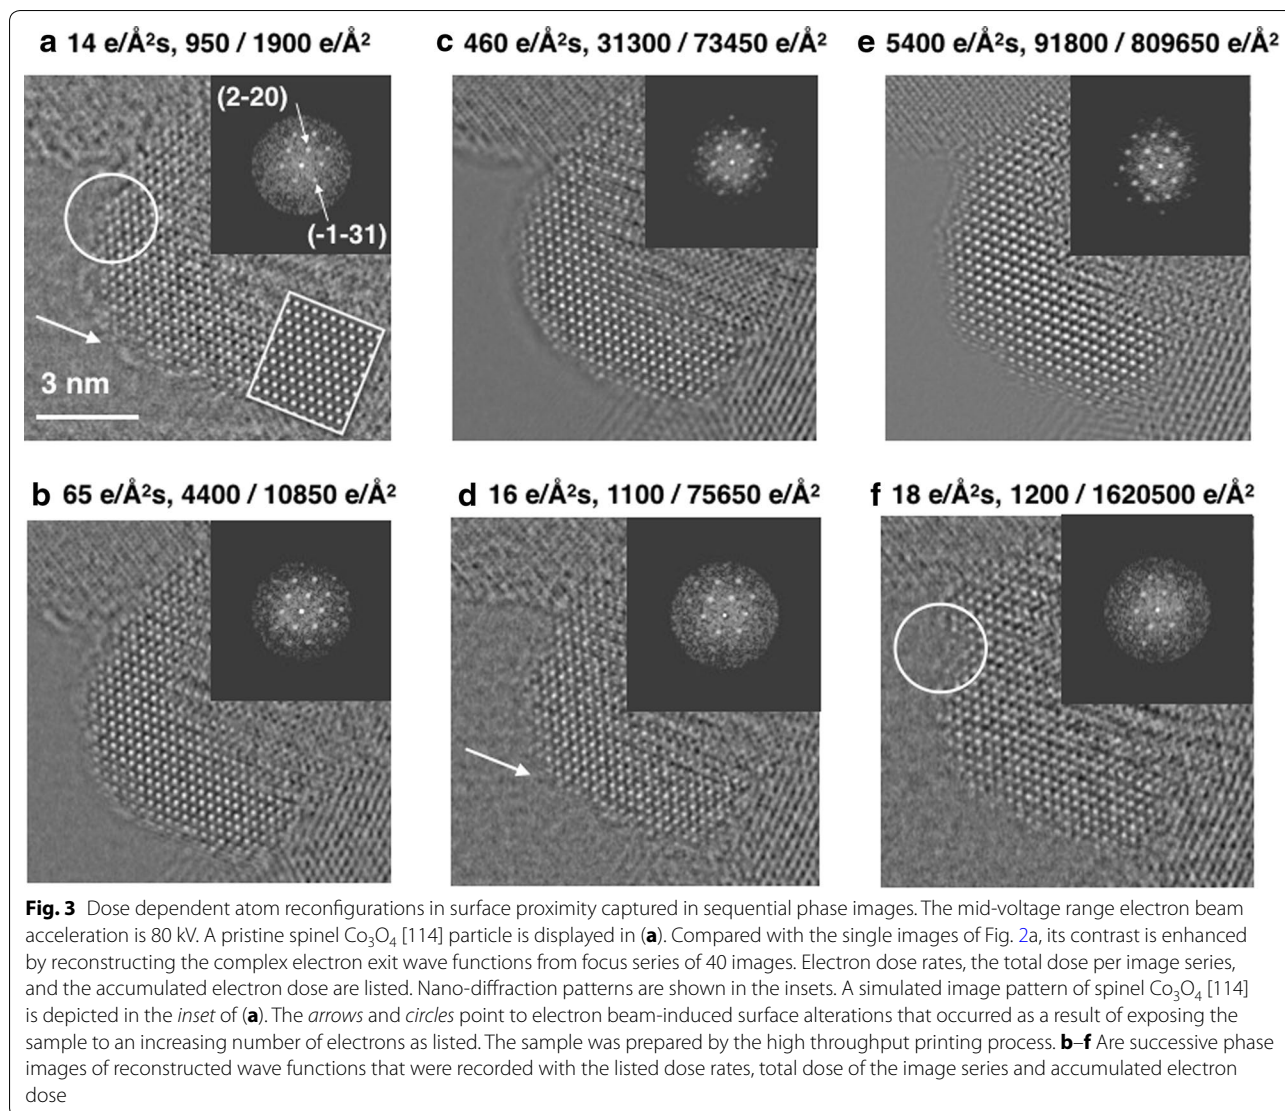 a 14 e/Å²s, 950 / 1900 e/Å²
(2-20)
(-1-31)
3 nm
c 460 e/Å²s, 31300 / 73450 e/Å²
e 5400 e/Å²s, 91800 / 809650 e/Å²
b 65 e/Å²s, 4400 / 10850 e/Å²
d 16 e/Å²s, 1100 / 75650 e/Å²
f 18 e/Å²s, 1200 / 1620500 e/Å²
Fig. 3 Dose dependent atom reconfigurations in surface proximity captured in sequential phase images. The mid-voltage range electron beam
acceleration is 80 kV. A pristine spinel Co₃O₄ [114] particle is displayed in (a). Compared with the single images of Fig. 2a, its contrast is enhanced
by reconstructing the complex electron exit wave functions from focus series of 40 images. Electron dose rates, the total dose per image series,
and the accumulated electron dose are listed. Nano-diffraction patterns are shown in the insets. A simulated image pattern of spinel Co₃O₄ [114]
is depicted in the inset of (a). The arrows and circles point to electron beam-induced surface alterations that occurred as a result of exposing the
sample to an increasing number of electrons as listed. The sample was prepared by the high throughput printing process. b–f Are successive phase
images of reconstructed wave functions that were recorded with the listed dose rates, total dose of the image series and accumulated electron
dose